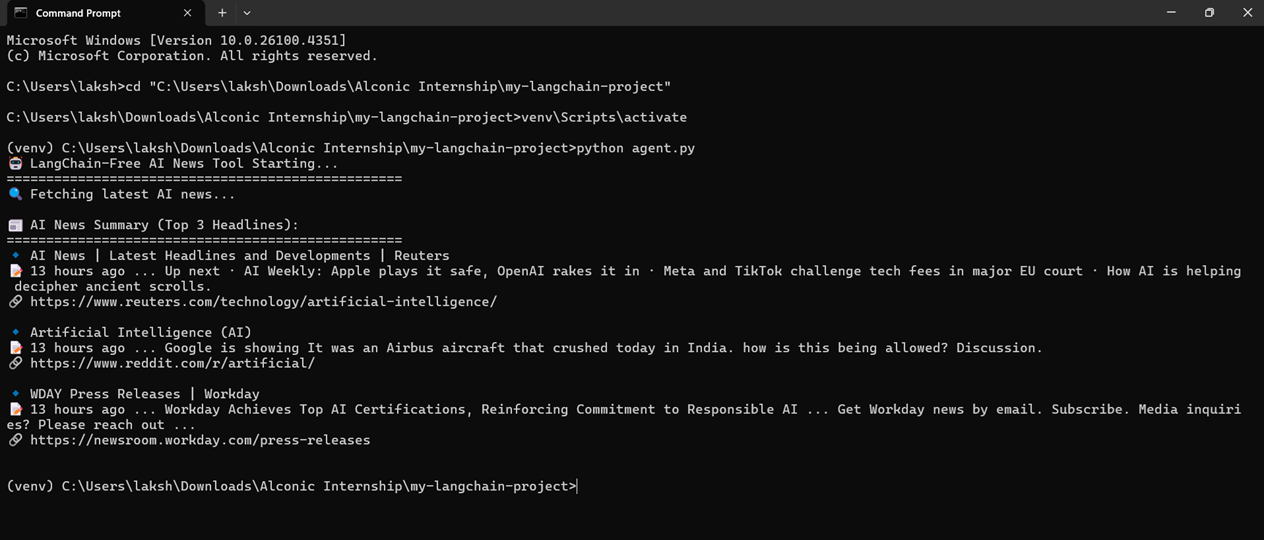 Command Prompt
Microsoft Windows [Version 10.0.26100.4351]
(c) Microsoft Corporation. All rights reserved.
C:\Users\laksh>cd "C:\Users\laksh\Downloads\Alconic Internship\my-langchain-project"
C:\Users\laksh\Downloads\Alconic Internship\my-langchain-project>venv\Scripts\activate
(venv) C:\Users\laksh\Downloads\Alconic Internship\my-langchain-project>python agent.py
🤖 LangChain-Free AI News Tool Starting...
==================================================
🔍 Fetching latest AI news...
📰 AI News Summary (Top 3 Headlines):
==================================================
🔹 AI News | Latest Headlines and Developments | Reuters
📝 13 hours ago ... Up next · AI Weekly: Apple plays it safe, OpenAI rakes it in · Meta and TikTok challenge tech fees in major EU court · How AI is helping
decipher ancient scrolls.
🔗 https://www.reuters.com/technology/artificial-intelligence/
🔹 Artificial Intelligence (AI)
📝 13 hours ago ... Google is showing It was an Airbus aircraft that crushed today in India. how is this being allowed? Discussion.
🔗 https://www.reddit.com/r/artificial/
🔹 WDAY Press Releases | Workday
📝 13 hours ago ... Workday Achieves Top AI Certifications, Reinforcing Commitment to Responsible AI ... Get Workday news by email. Subscribe. Media inquiri
es? Please reach out ...
🔗 https://newsroom.workday.com/press-releases
(venv) C:\Users\laksh\Downloads\Alconic Internship\my-langchain-project>